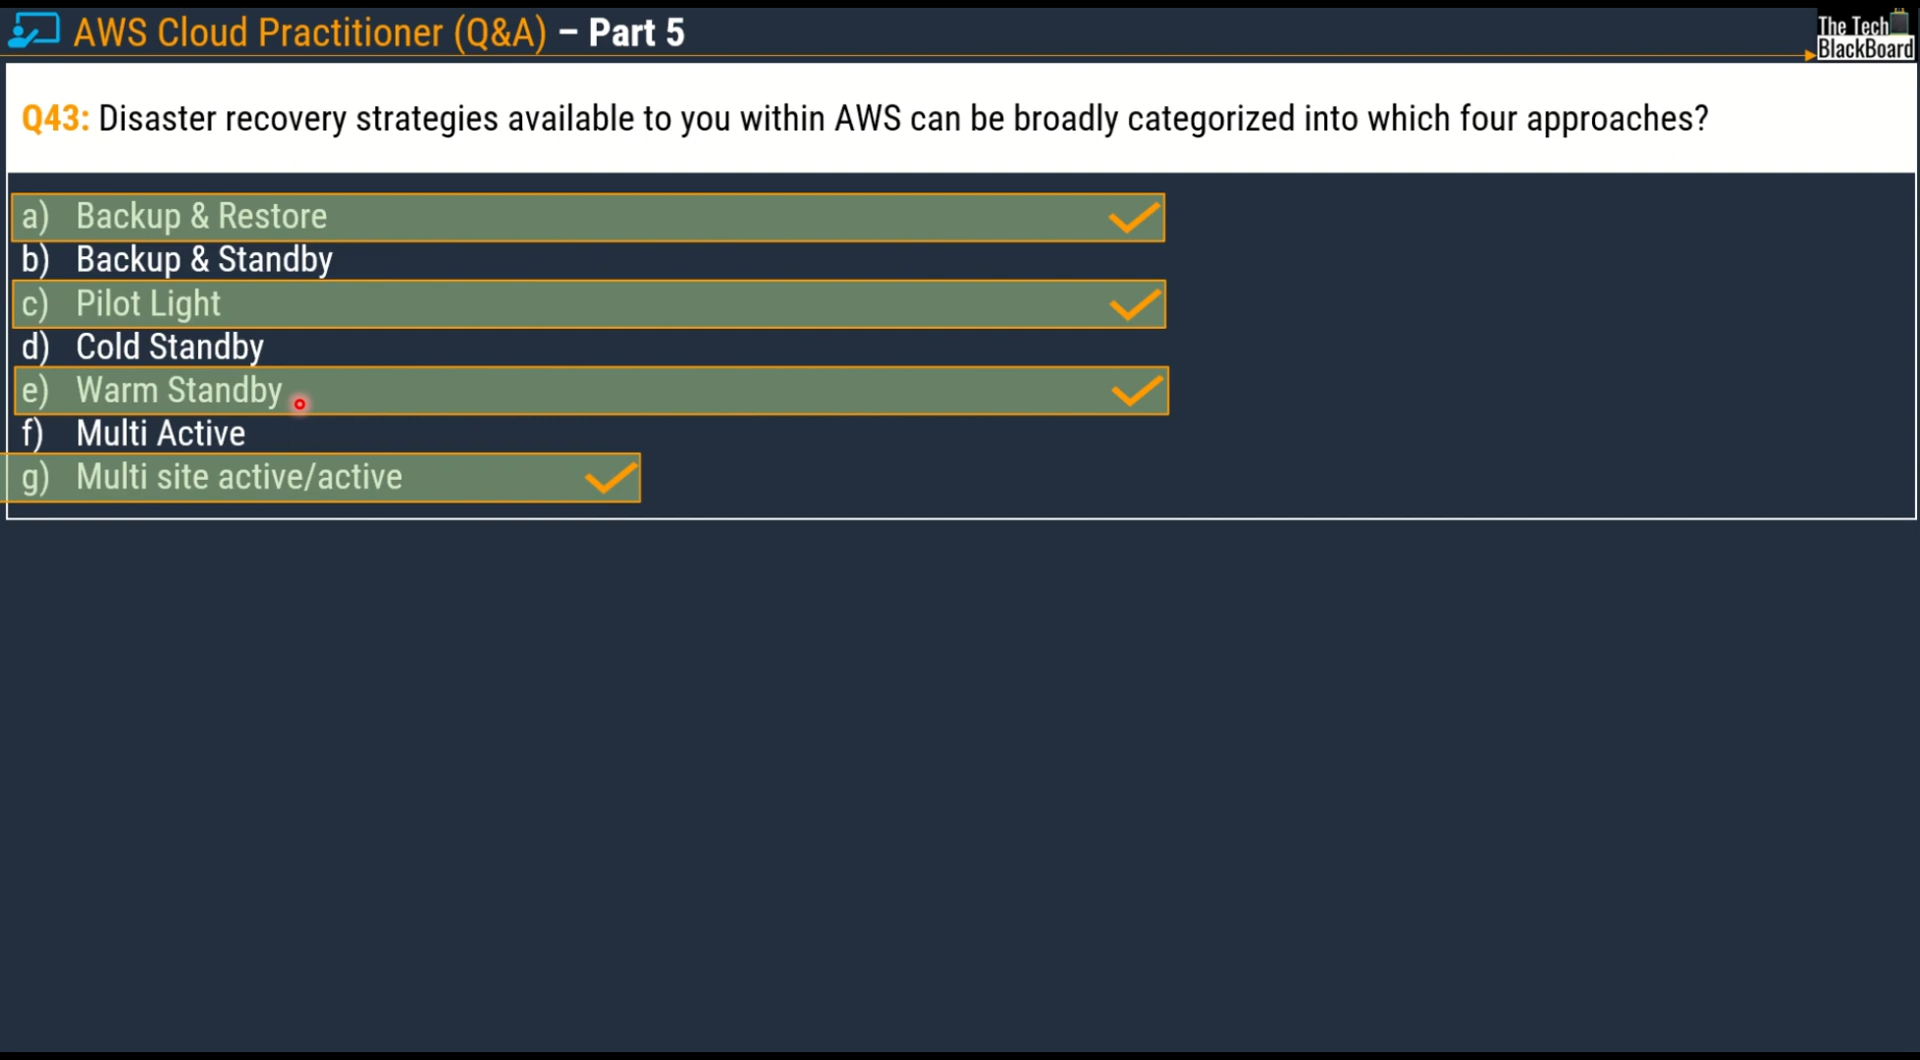 AWS Cloud Practitioner (Q&A) – Part 5
The Tech
BlackBoard
Q43: Disaster recovery strategies available to you within AWS can be broadly categorized into which four approaches?
a) Backup & Restore
b) Backup & Standby
c) Pilot Light
d) Cold Standby
e) Warm Standby
f) Multi Active
g) Multi site active/active